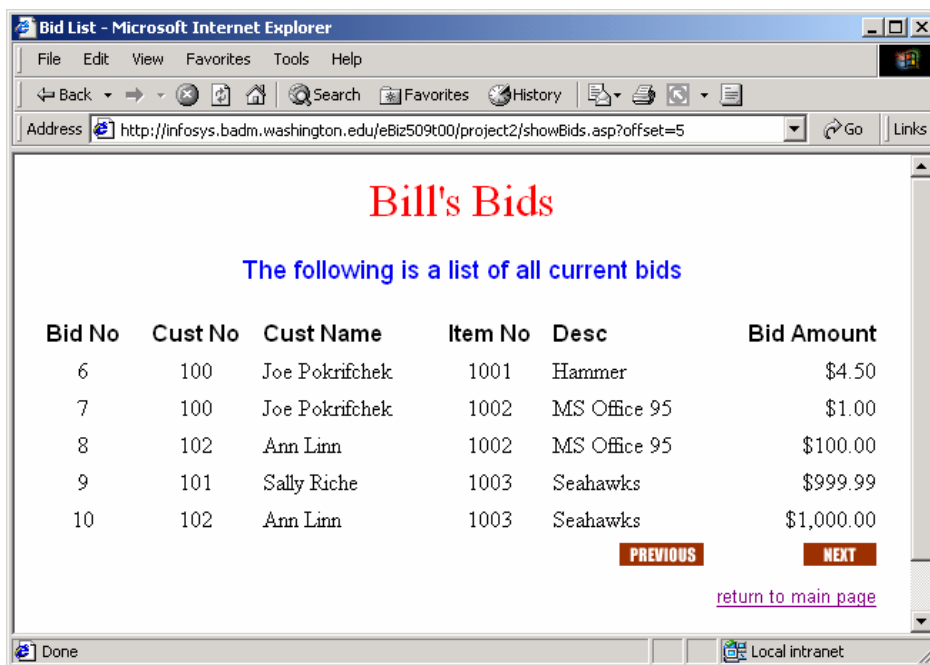 Bid List - Microsoft Internet Explorer
File Edit View Favorites Tools Help
Back Search Favorites History
Address http://infosys.badm.washington.edu/eBiz509t00/project2/showBids.asp?offset=5 Go Links
Bill's Bids
The following is a list of all current bids
Bid No Cust No Cust Name Item No Desc Bid Amount
6 100 Joe Pokrifchek 1001 Hammer $4.50
7 100 Joe Pokrifchek 1002 MS Office 95 $1.00
8 102 Ann Linn 1002 MS Office 95 $100.00
9 101 Sally Riche 1003 Seahawks $999.99
10 102 Ann Linn 1003 Seahawks $1,000.00
PREVIOUS NEXT
return to main page
Done Local intranet